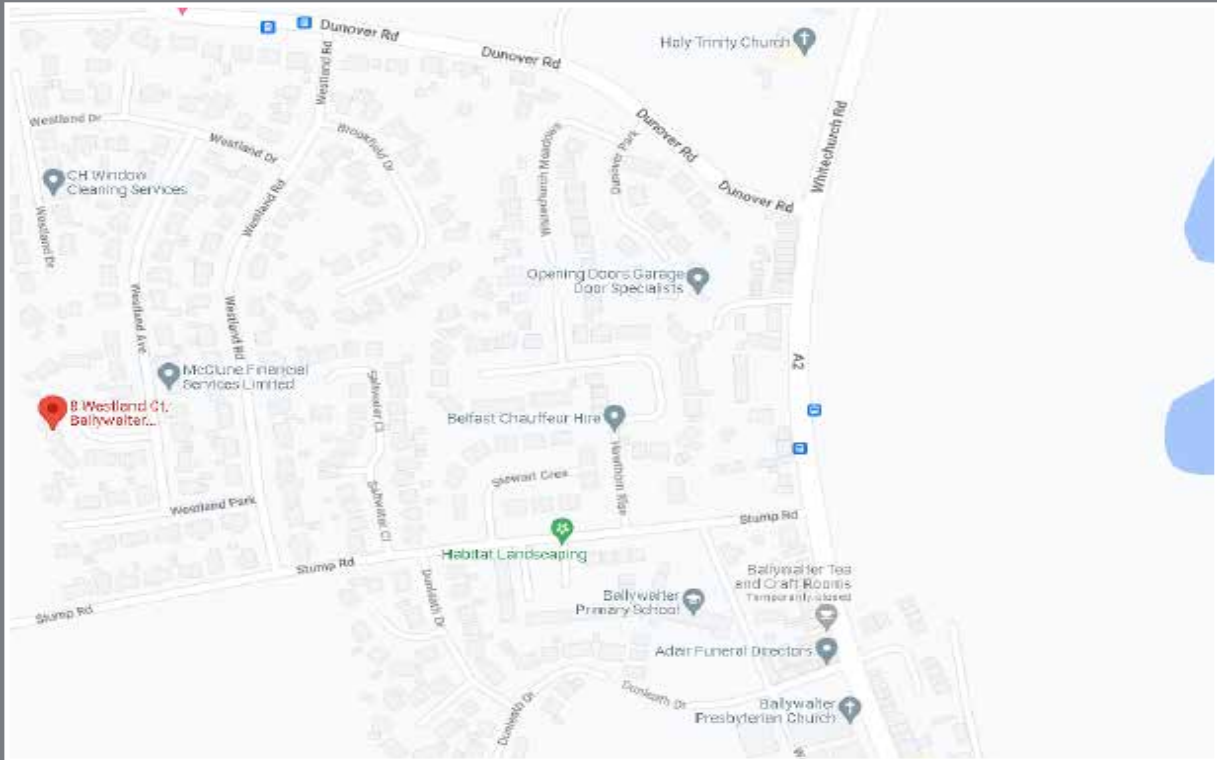 Dunover Rd
Dunover Rd
Holy Trinity Church
Westland Rd
Whitechurch Rd
Westland Dr
Westland Dr
Brookfield Dr
Whitechurch Meadows
Dunover Park
Dunover Rd
CH Window
Cleaning Services
Dunover Rd
Westland Rd
Westland Dr
Opening Doors Garage
Door Specialists
Westland Ave
Westland Rd
A2
McClune Financial
Services Limited
Saltwater Cl
8 Westland Ct,
Ballywalter...
Belfast Chauffeur Hire
Hawthorn Rise
Stewart Cres
Saltwater Cl
Westland Park
Stump Rd
Habitat Landscaping
Stump Rd
Ballywalter Tea
and Craft Rooms
Temporarily closed
Dunleath Dr
Ballywalter
Primary School
Stump Rd
Adair Funeral Directors
Dunleath Dr
Dunleath Dr
Ballywalter
Presbyterian Church